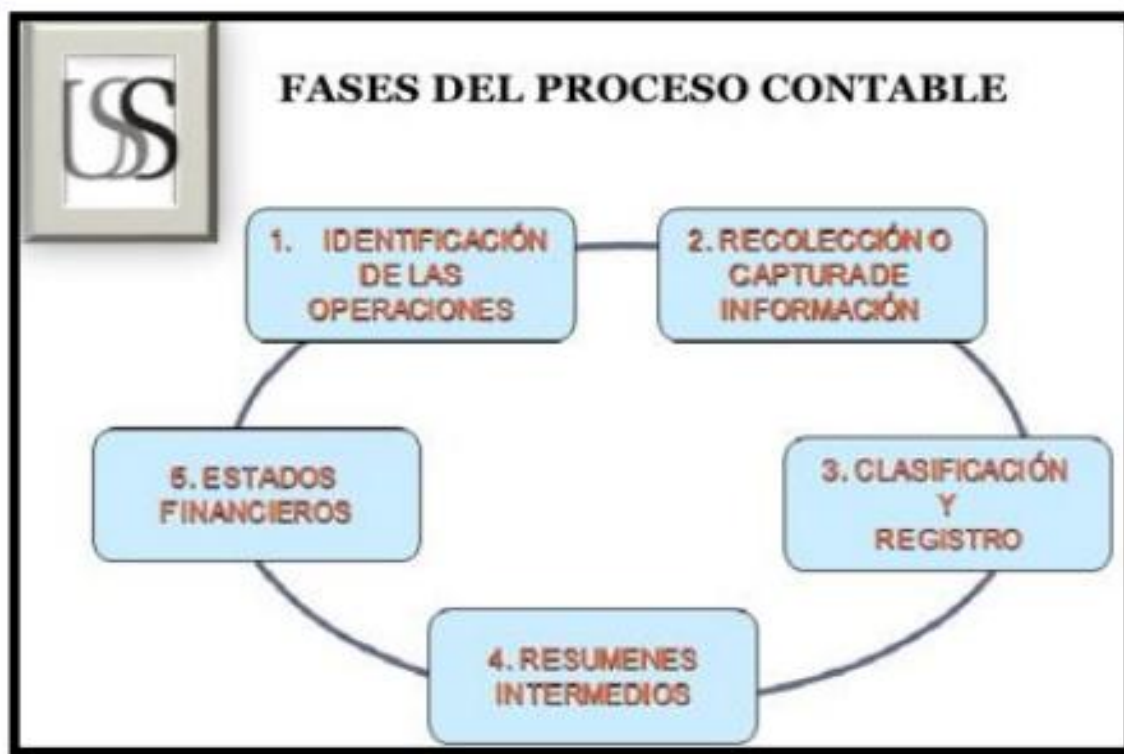 USS
FASES DEL PROCESO CONTABLE
1. IDENTIFICACIÓN
DE LAS
OPERACIONES
2. RECOLECCIÓN O
CAPTURA DE
INFORMACIÓN
3. CLASIFICACIÓN
Y
REGISTRO
4. RESUMENES
INTERMEDIOS
5. ESTADOS
FINANCIEROS